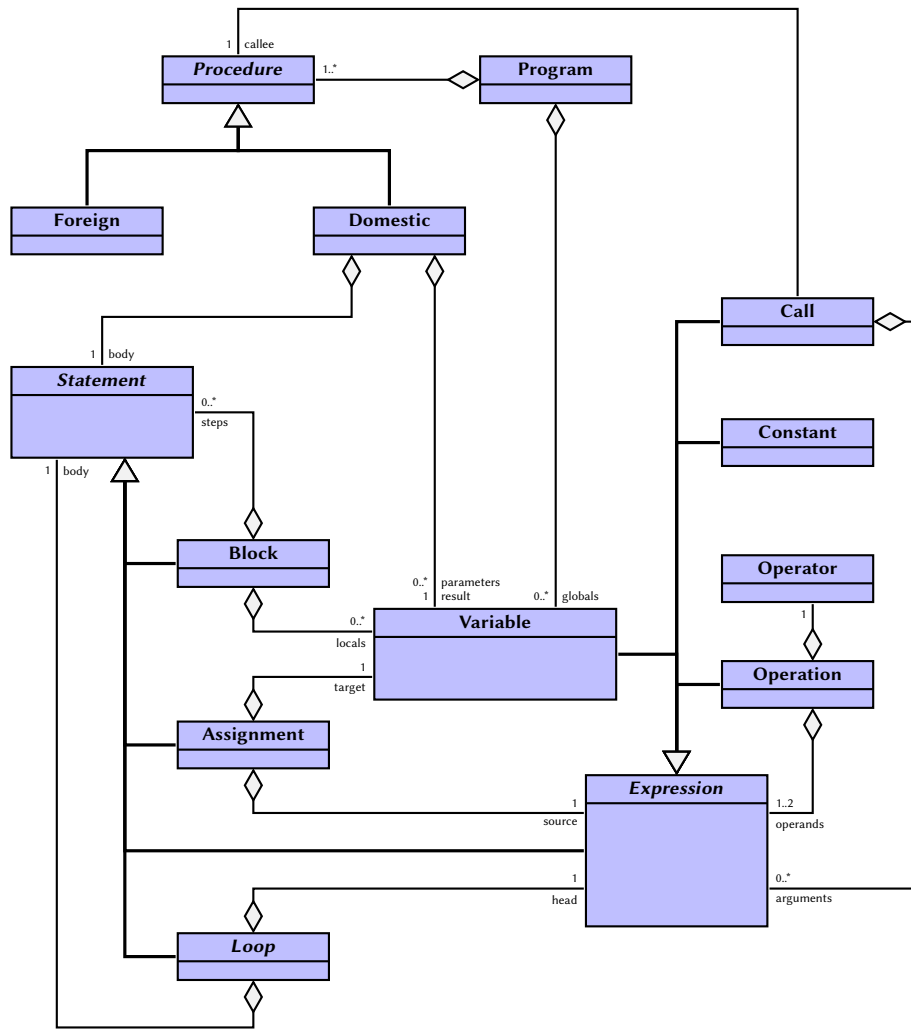 1 callee
Procedure
1..*
Program
Foreign
Domestic
Call
1 body
Statement
0..*
steps
Constant
1 body
Block
Operator
0..* parameters
1 result
0..* globals
1
0..*
locals
Variable
1
target
Operation
Assignment
Expression
1
source
1..2
operands
1
head
0..*
arguments
Loop